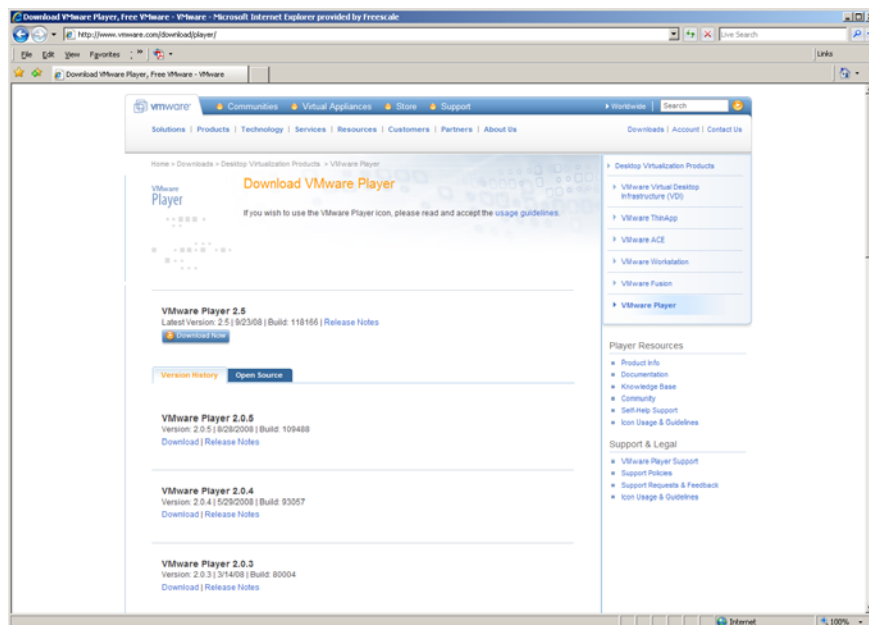 Download VMware Player, Free VMware - VMware - Microsoft Internet Explorer provided by Freescale
http://www.vmware.com/download/player/
Live Search
File Edit View Favorites
Links
Download VMware Player, Free VMware - VMware
vmware
Communities Virtual Appliances Store Support
Worldwide | Search
Solutions | Products | Technology | Services | Resources | Customers | Partners | About Us
Downloads | Account | Contact Us
Home > Downloads > Desktop Virtualization Products > VMware Player
VMware
Player
Download VMware Player
If you wish to use the VMware Player icon, please read and accept the usage guidelines.
VMware Player 2.5
Latest Version: 2.5 | 9/23/08 | Build: 118166 | Release Notes
Download Now
Version History Open Source
VMware Player 2.0.5
Version: 2.0.5 | 8/28/2008 | Build: 109488
Download | Release Notes
VMware Player 2.0.4
Version: 2.0.4 | 5/29/2008 | Build: 93057
Download | Release Notes
VMware Player 2.0.3
Version: 2.0.3 | 3/14/08 | Build: 80004
Download | Release Notes
Desktop Virtualization Products
VMware Virtual Desktop
Infrastructure (VDI)
VMware ThinApp
VMware ACE
VMware Workstation
VMware Fusion
VMware Player
Player Resources
Product Info
Documentation
Knowledge Base
Community
Self-Help Support
Icon Usage & Guidelines
Support & Legal
VMware Player Support
Support Policies
Support Requests & Feedback
Icon Usage & Guidelines
Internet
100%